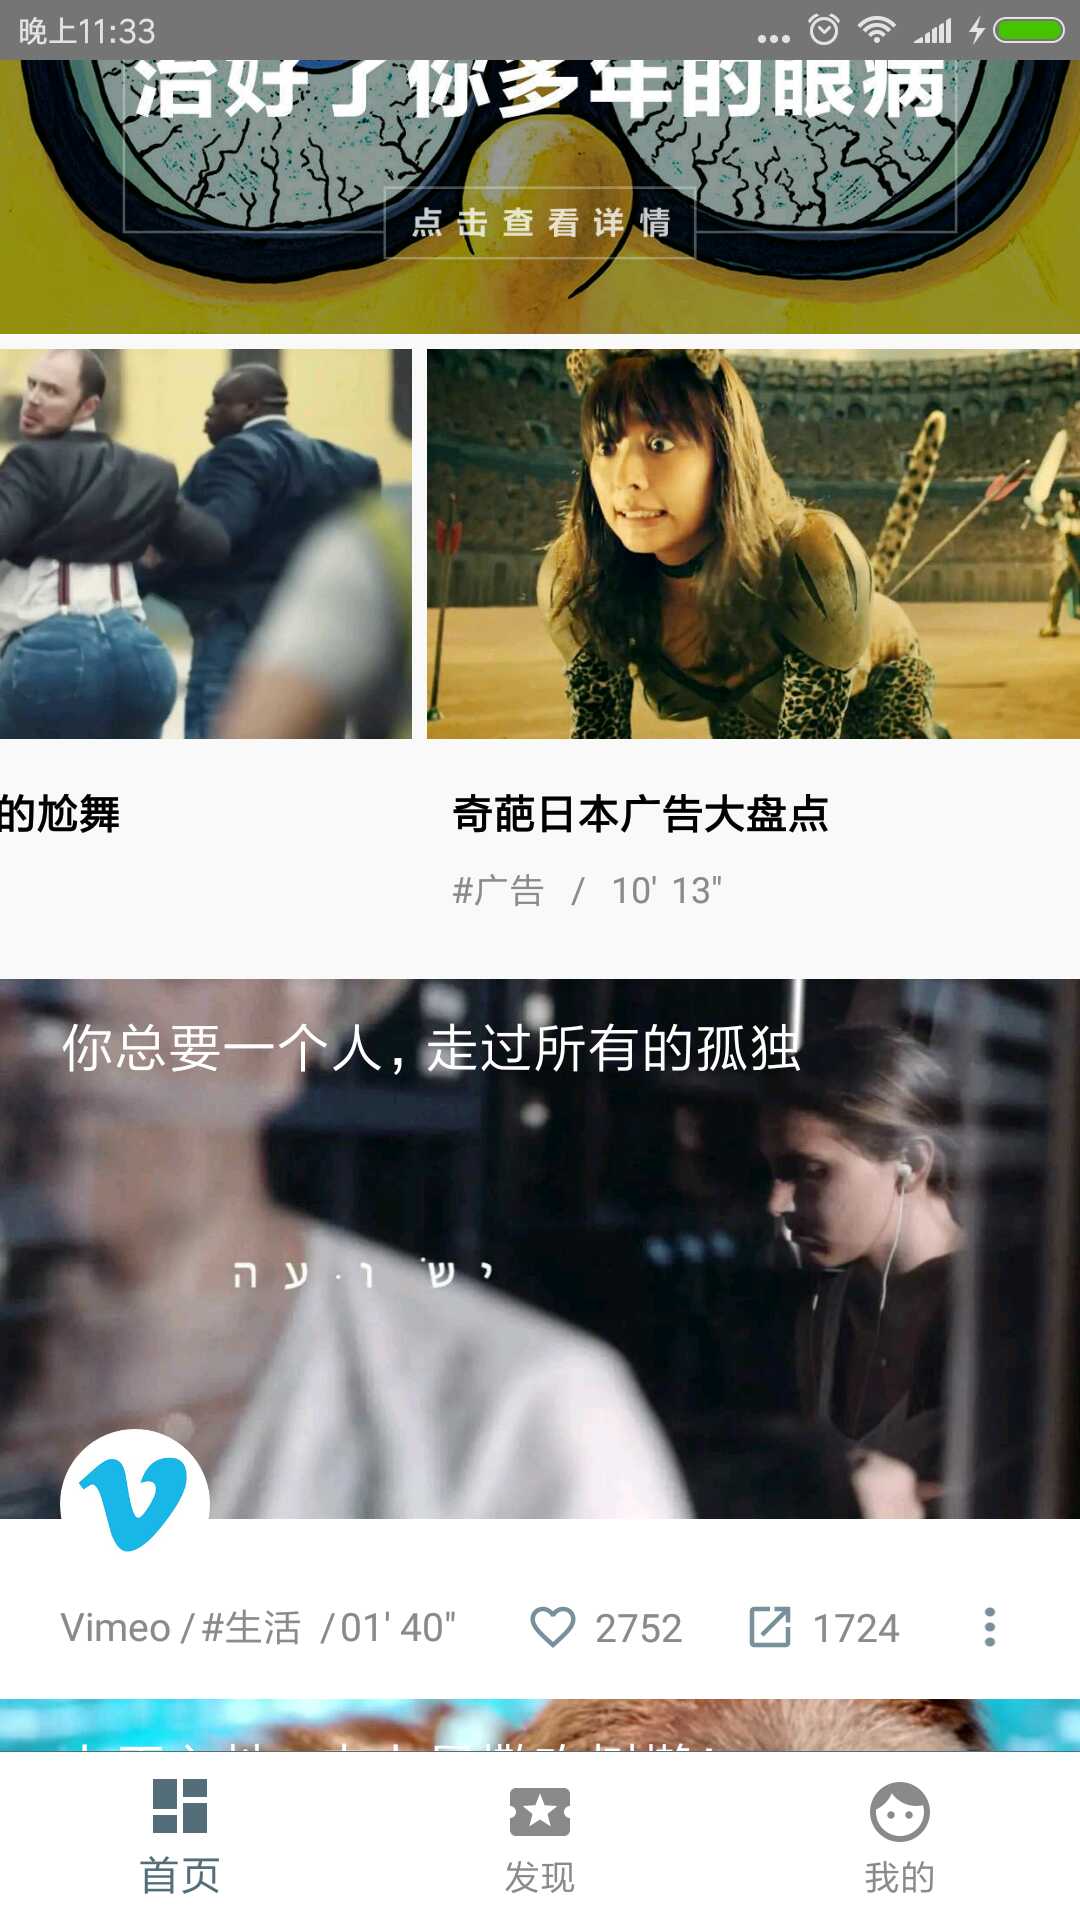 晚上11:33
治好了你多年的眼病
点击查看详情
的尬舞
奇葩日本广告大盘点
#广告 / 10' 13"
你总要一个人，走过所有的孤独
יִשׁוּעָה
Vimeo /#生活 /01' 40"
2752
1724
首页
发现
我的